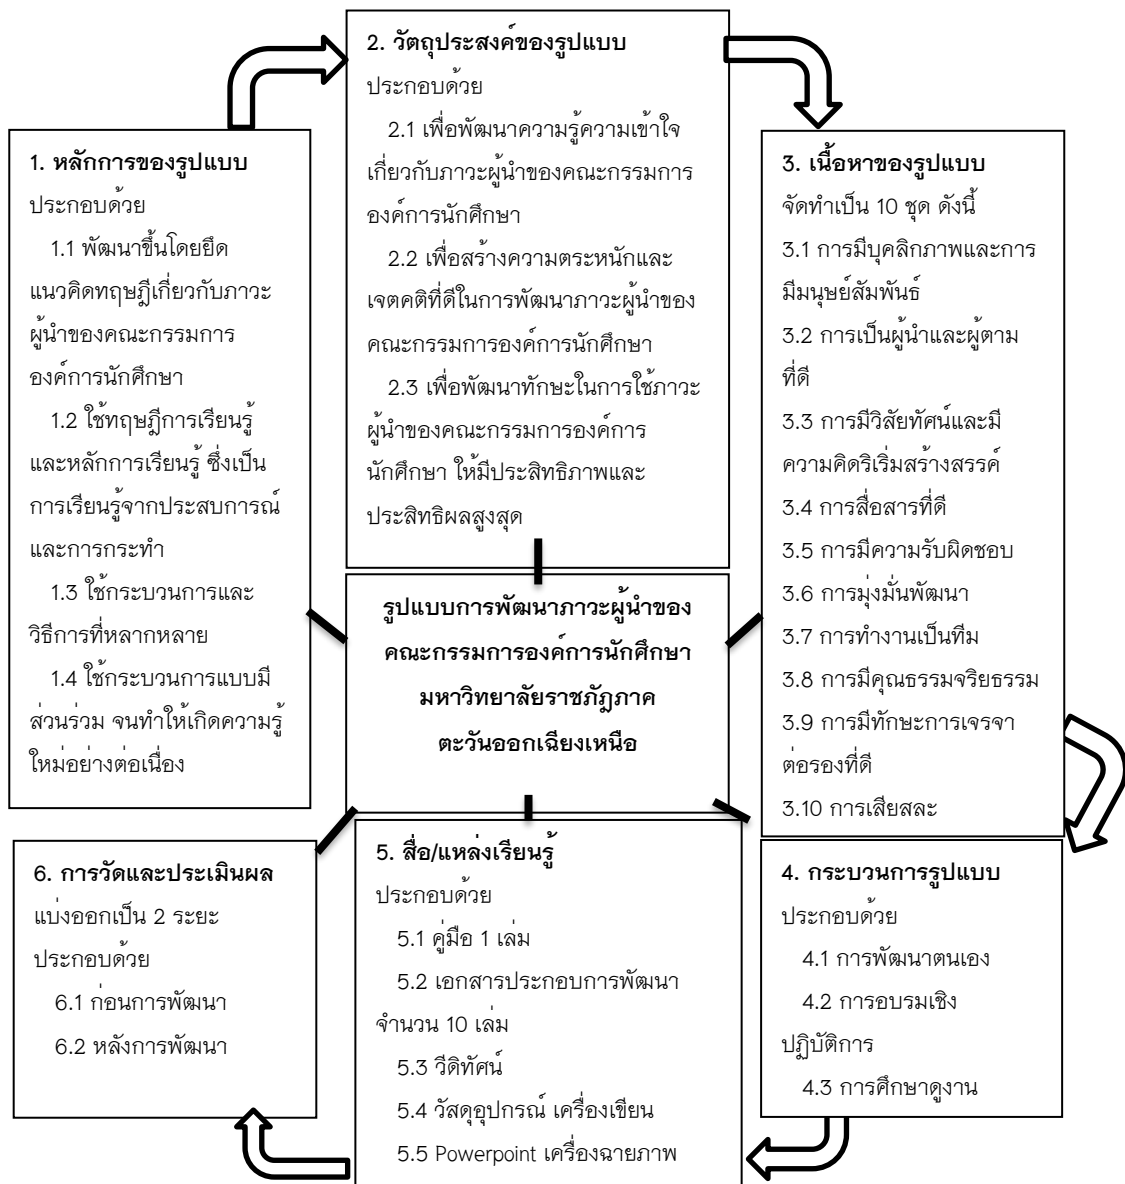 1. หลักการของรูปแบบ
ประกอบด้วย
1.1 พัฒนาขึ้นโดยยึด
แนวคิดทฤษฎีเกี่ยวกับภาวะ
ผู้นำของคณะกรรมการ
องค์การนักศึกษา
1.2 ใช้ทฤษฎีการเรียนรู้
และหลักการเรียนรู้ ซึ่งเป็น
การเรียนรู้จากประสบการณ์
และการกระทำ
1.3 ใช้กระบวนการและ
วิธีการที่หลากหลาย
1.4 ใช้กระบวนการแบบมี
ส่วนร่วม จนทำให้เกิดความรู้
ใหม่อย่างต่อเนื่อง
2. วัตถุประสงค์ของรูปแบบ
ประกอบด้วย
2.1 เพื่อพัฒนาความรู้ความเข้าใจ
เกี่ยวกับภาวะผู้นำของคณะกรรมการ
องค์การนักศึกษา
2.2 เพื่อสร้างความตระหนักและ
เจตคติที่ดีในการพัฒนาภาวะผู้นำของ
คณะกรรมการองค์การนักศึกษา
2.3 เพื่อพัฒนาทักษะในการใช้ภาวะ
ผู้นำของคณะกรรมการองค์การ
นักศึกษา ให้มีประสิทธิภาพและ
ประสิทธิผลสูงสุด
3. เนื้อหาของรูปแบบ
จัดทำเป็น 10 ชุด ดังนี้
3.1 การมีบุคลิกภาพและการ
มีมนุษย์สัมพันธ์
3.2 การเป็นผู้นำและผู้ตาม
ที่ดี
3.3 การมีวิสัยทัศน์และมี
ความคิดริเริ่มสร้างสรรค์
3.4 การสื่อสารที่ดี
3.5 การมีความรับผิดชอบ
3.6 การมุ่งมั่นพัฒนา
3.7 การทำงานเป็นทีม
3.8 การมีคุณธรรมจริยธรรม
3.9 การมีทักษะการเจรจา
ต่อรองที่ดี
3.10 การเสียสละ
รูปแบบการพัฒนาภาวะผู้นำของ
คณะกรรมการองค์การนักศึกษา
มหาวิทยาลัยราชภัฏภาค
ตะวันออกเฉียงเหนือ
4. กระบวนการรูปแบบ
ประกอบด้วย
4.1 การพัฒนาตนเอง
4.2 การอบรมเชิง
ปฏิบัติการ
4.3 การศึกษาดูงาน
5. สื่อ/แหล่งเรียนรู้
ประกอบด้วย
5.1 คู่มือ 1 เล่ม
5.2 เอกสารประกอบการพัฒนา
จำนวน 10 เล่ม
5.3 วีดิทัศน์
5.4 วัสดุอุปกรณ์ เครื่องเขียน
5.5 Powerpoint เครื่องฉายภาพ
6. การวัดและประเมินผล
แบ่งออกเป็น 2 ระยะ
ประกอบด้วย
6.1 ก่อนการพัฒนา
6.2 หลังการพัฒนา